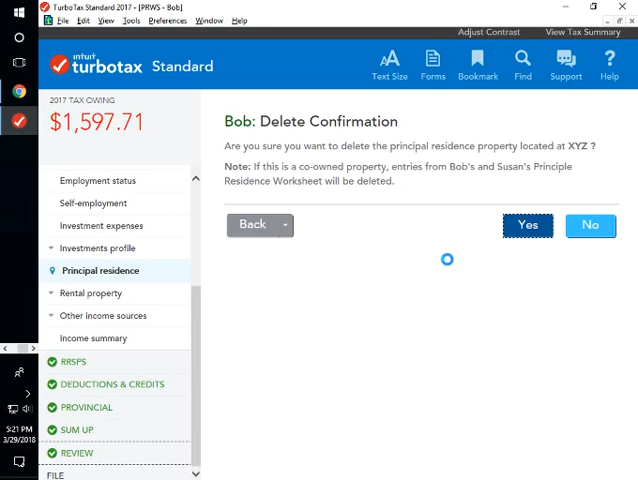 TurboTax Standard 2017 - [PRWS - Bob]
File Edit View Tools Preferences Window Help
Adjust Contrast View Tax Summary
intuit
turbotax Standard
Text Size Forms Bookmark Find Support Help
2017 TAX OWING
$1,597.71
Employment status
Self-employment
Investment expenses
Investments profile
Principal residence
Rental property
Other income sources
Income summary
RRSPS
DEDUCTIONS & CREDITS
PROVINCIAL
SUM UP
REVIEW
FILE
Bob: Delete Confirmation
Are you sure you want to delete the principal residence property located at XYZ ?
Note: If this is a co-owned property, entries from Bob's and Susan's Principle
Residence Worksheet will be deleted.
Back Yes No
5:21 PM
3/29/2018